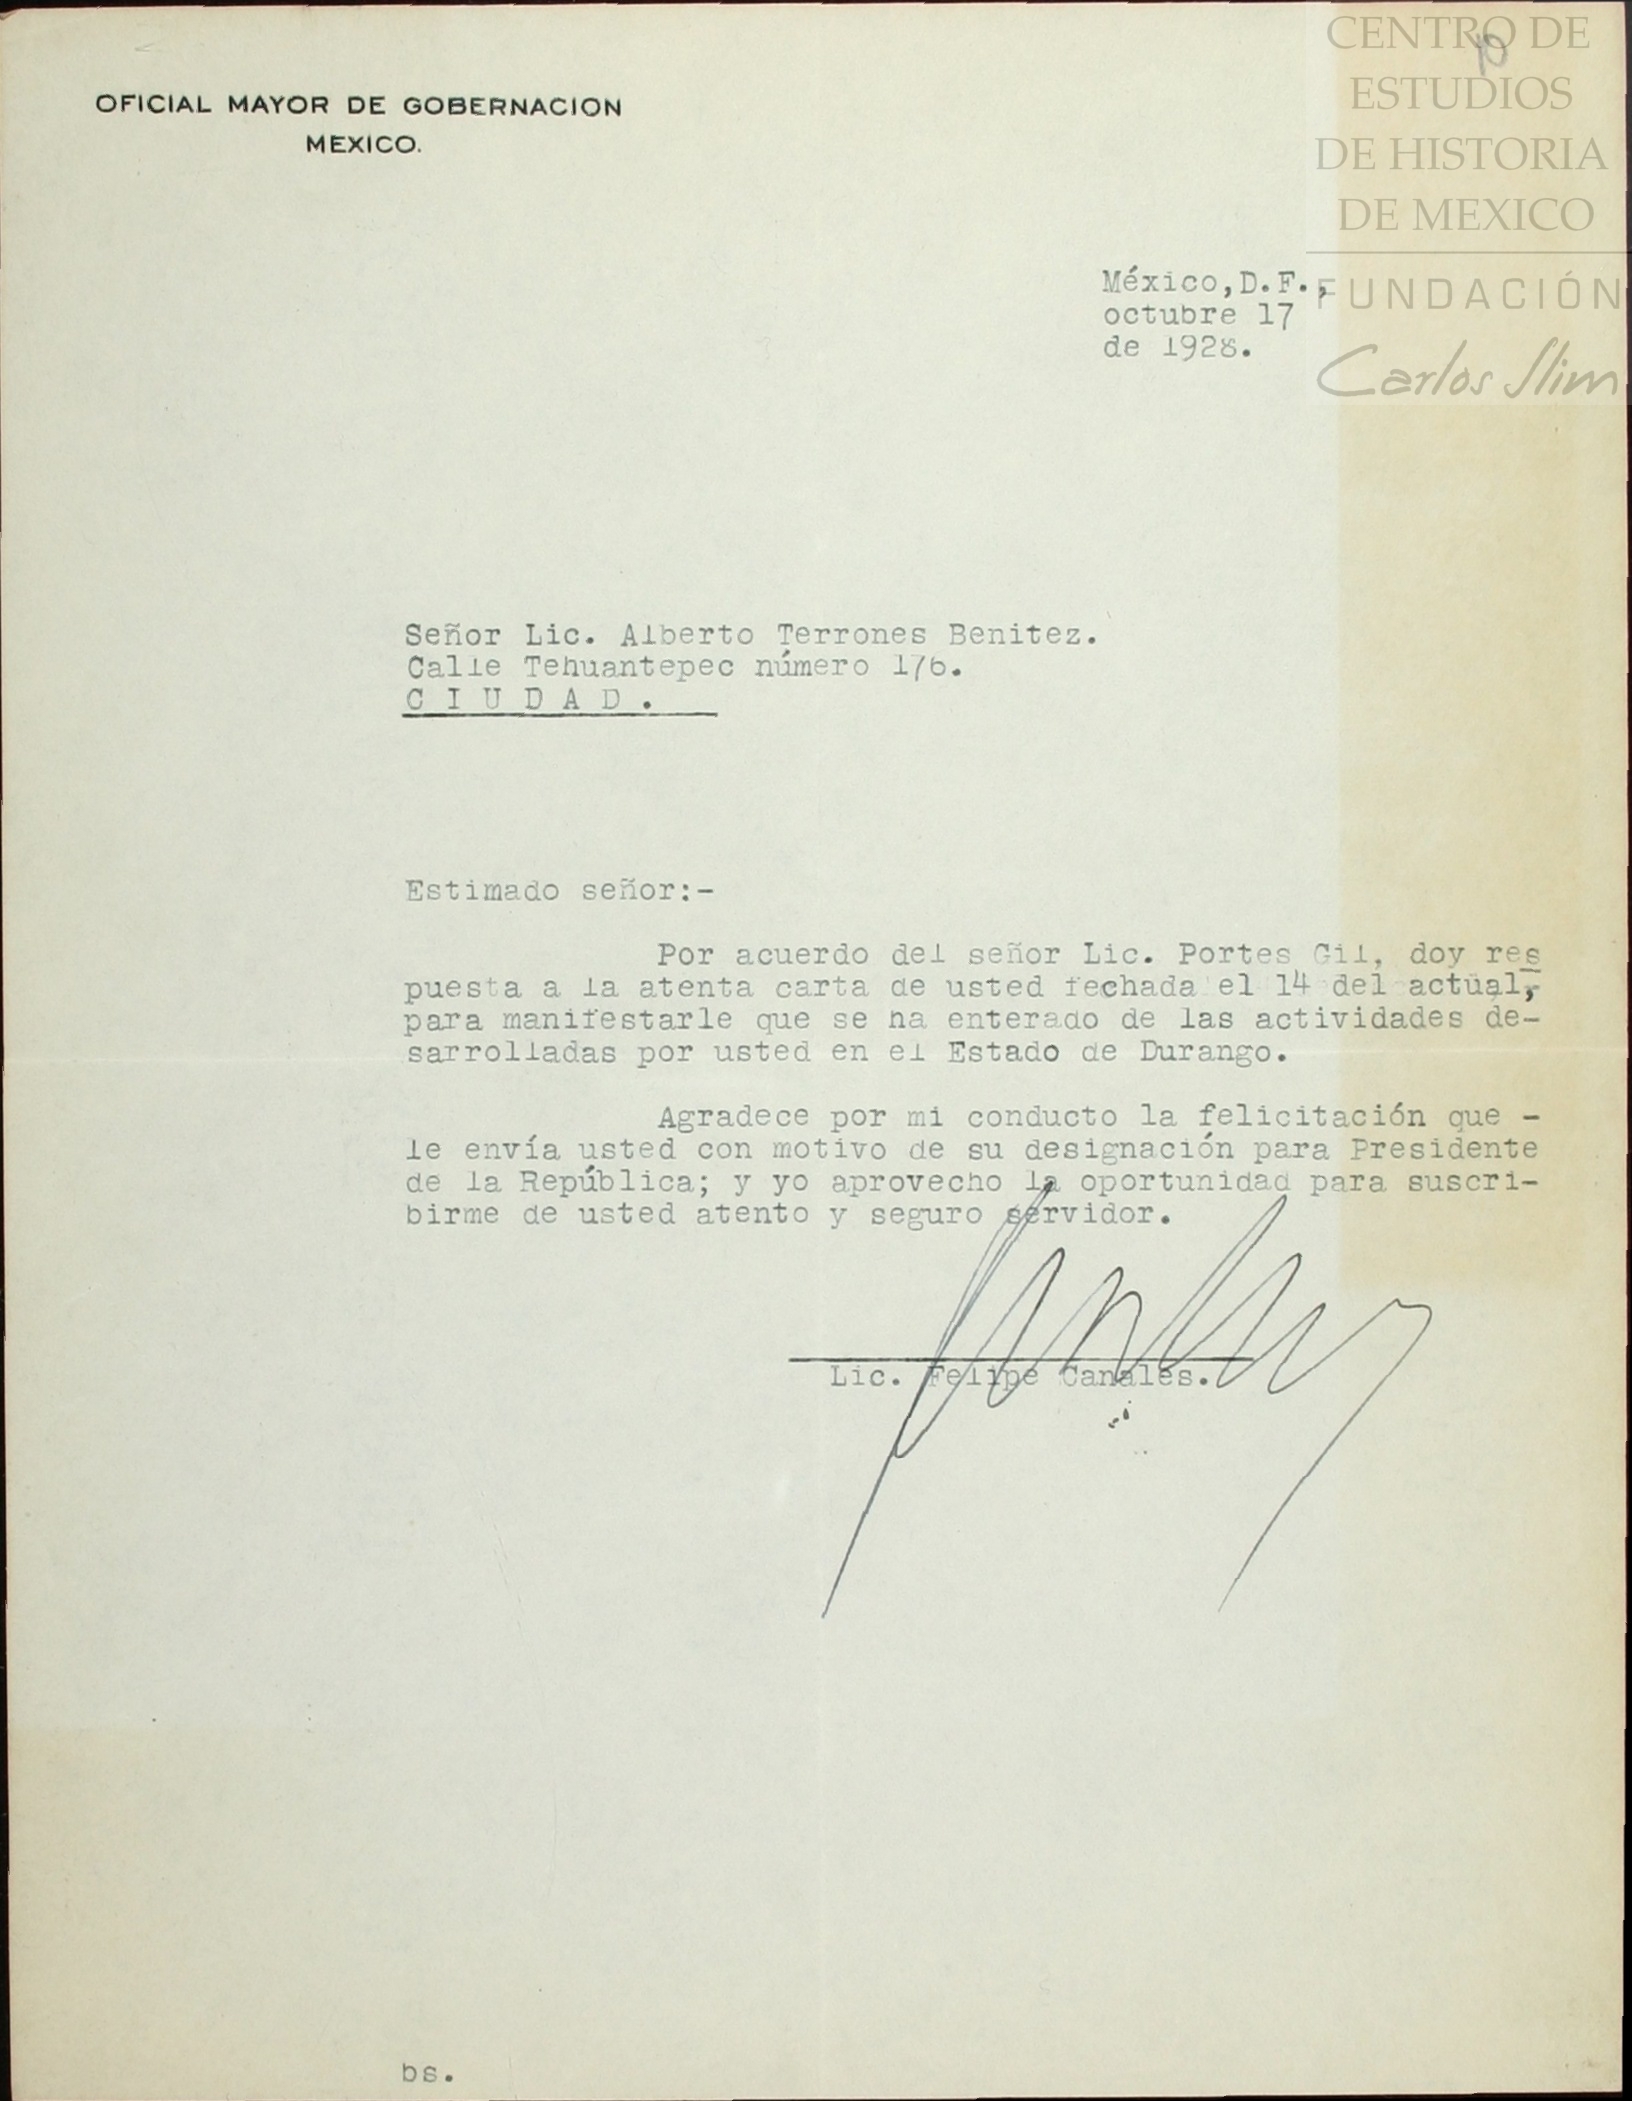 CENTRO DE
ESTUDIOS
DE HISTORIA
DE MEXICO
FUNDACIÓN
Carlos Slim
10
OFICIAL MAYOR DE GOBERNACION
MEXICO.
México, D.F.,
octubre 17
de 1928.
Señor Lic. Alberto Terrones Benitez.
Calle Tehuantepec número 176.
C I U D A D .
Estimado señor:-
Por acuerdo del señor Lic. Portes Gil, doy res
puesta a la atenta carta de usted fechada el 14 del actual,-
para manifestarle que se ha enterado de las actividades de-
sarrolladas por usted en el Estado de Durango.
Agradece por mi conducto la felicitación que -
le envía usted con motivo de su designación para Presidente
de la República; y yo aprovecho la oportunidad para suscri-
birme de usted atento y seguro servidor.
Lic. Felipe Canales.
bs.